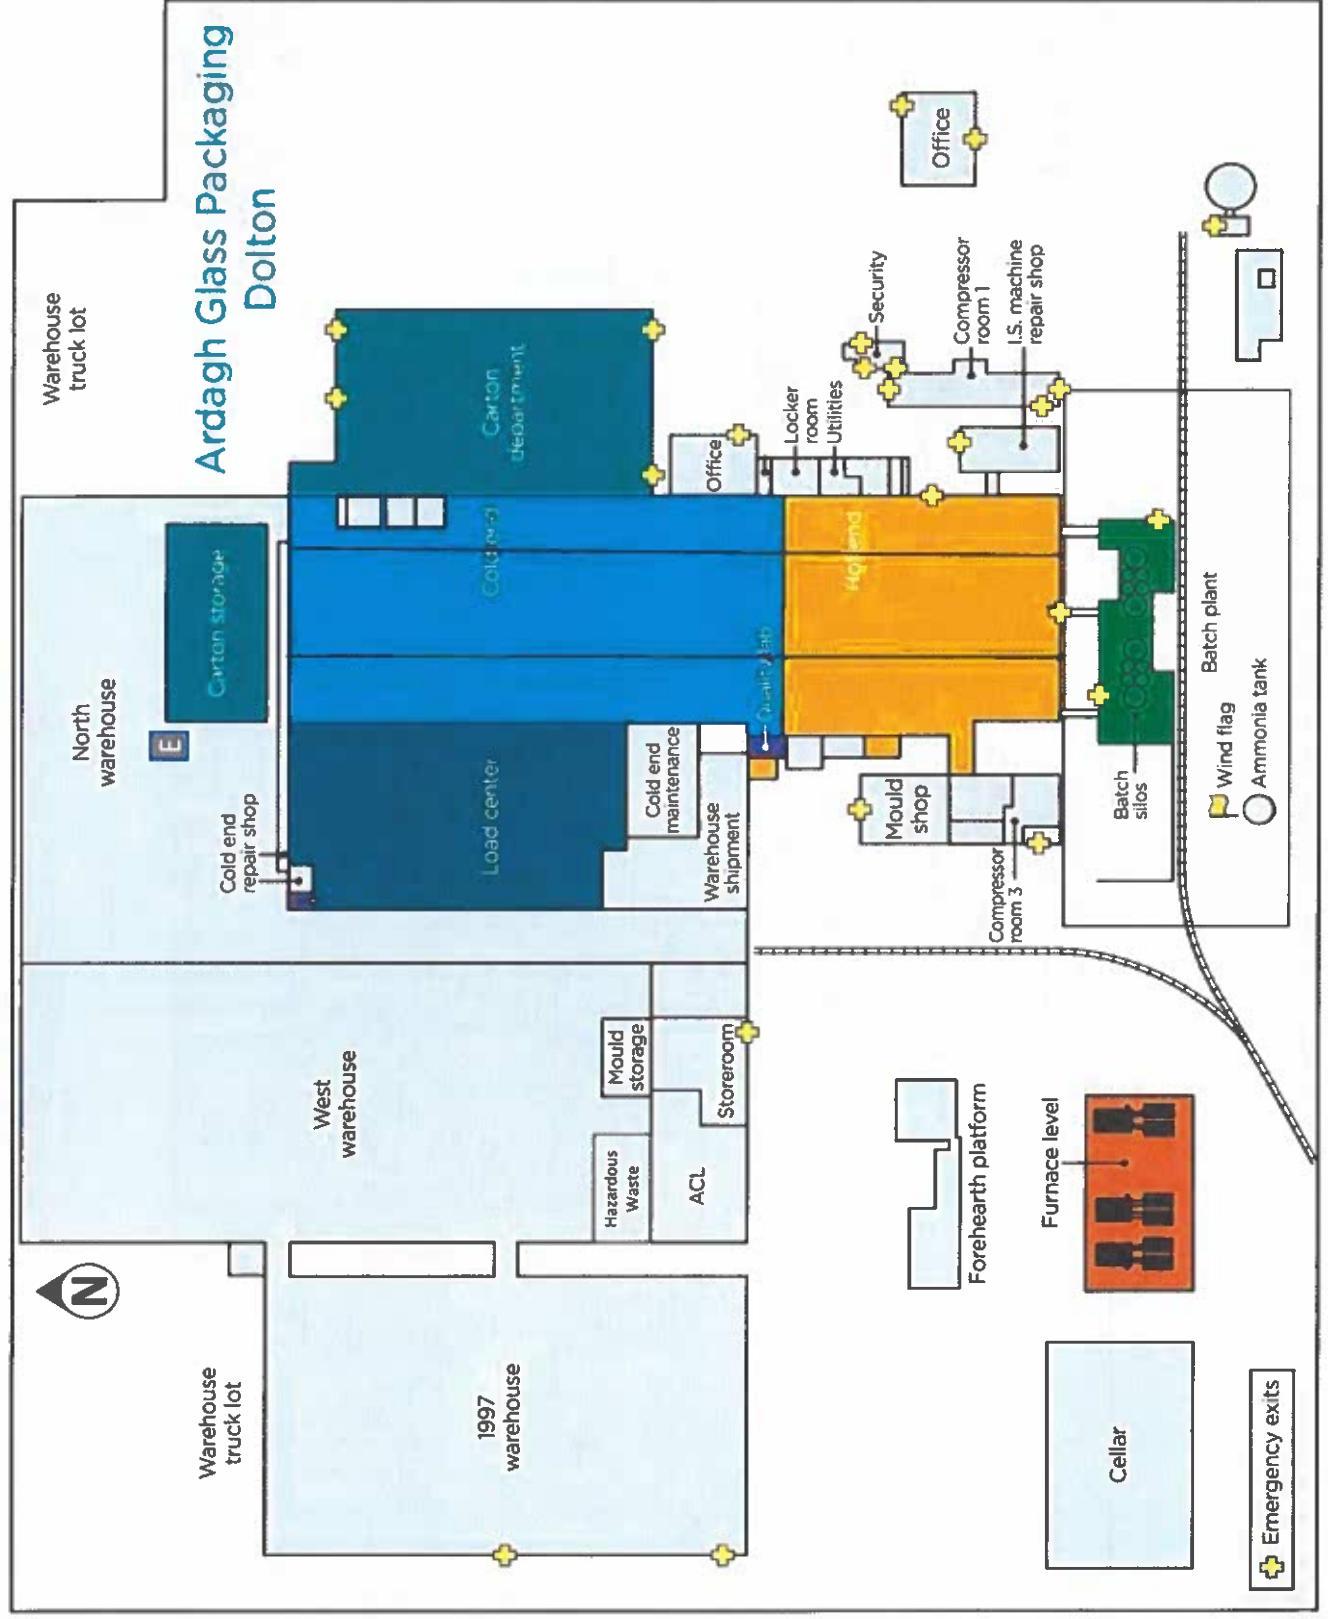 Ardagh Glass Packaging
Dolton
Warehouse
truck lot
N
Warehouse
truck lot
North
warehouse
E
Carton storage
Cold end
repair shop
West
warehouse
1997
warehouse
Carton
department
Cold end
Load center
Cold end
maintenance
Warehouse
shipment
Mould
storage
Storeroom
Hazardous
Waste
ACL
Office
Locker
room
Utilities
Quality lab
Hot end
Mould
shop
Compressor
room 3
Security
Compressor
room 1
I.S. machine
repair shop
Office
Batch
silos
Batch plant
Wind flag
Ammonia tank
Forehearth platform
Furnace level
Cellar
Emergency exits